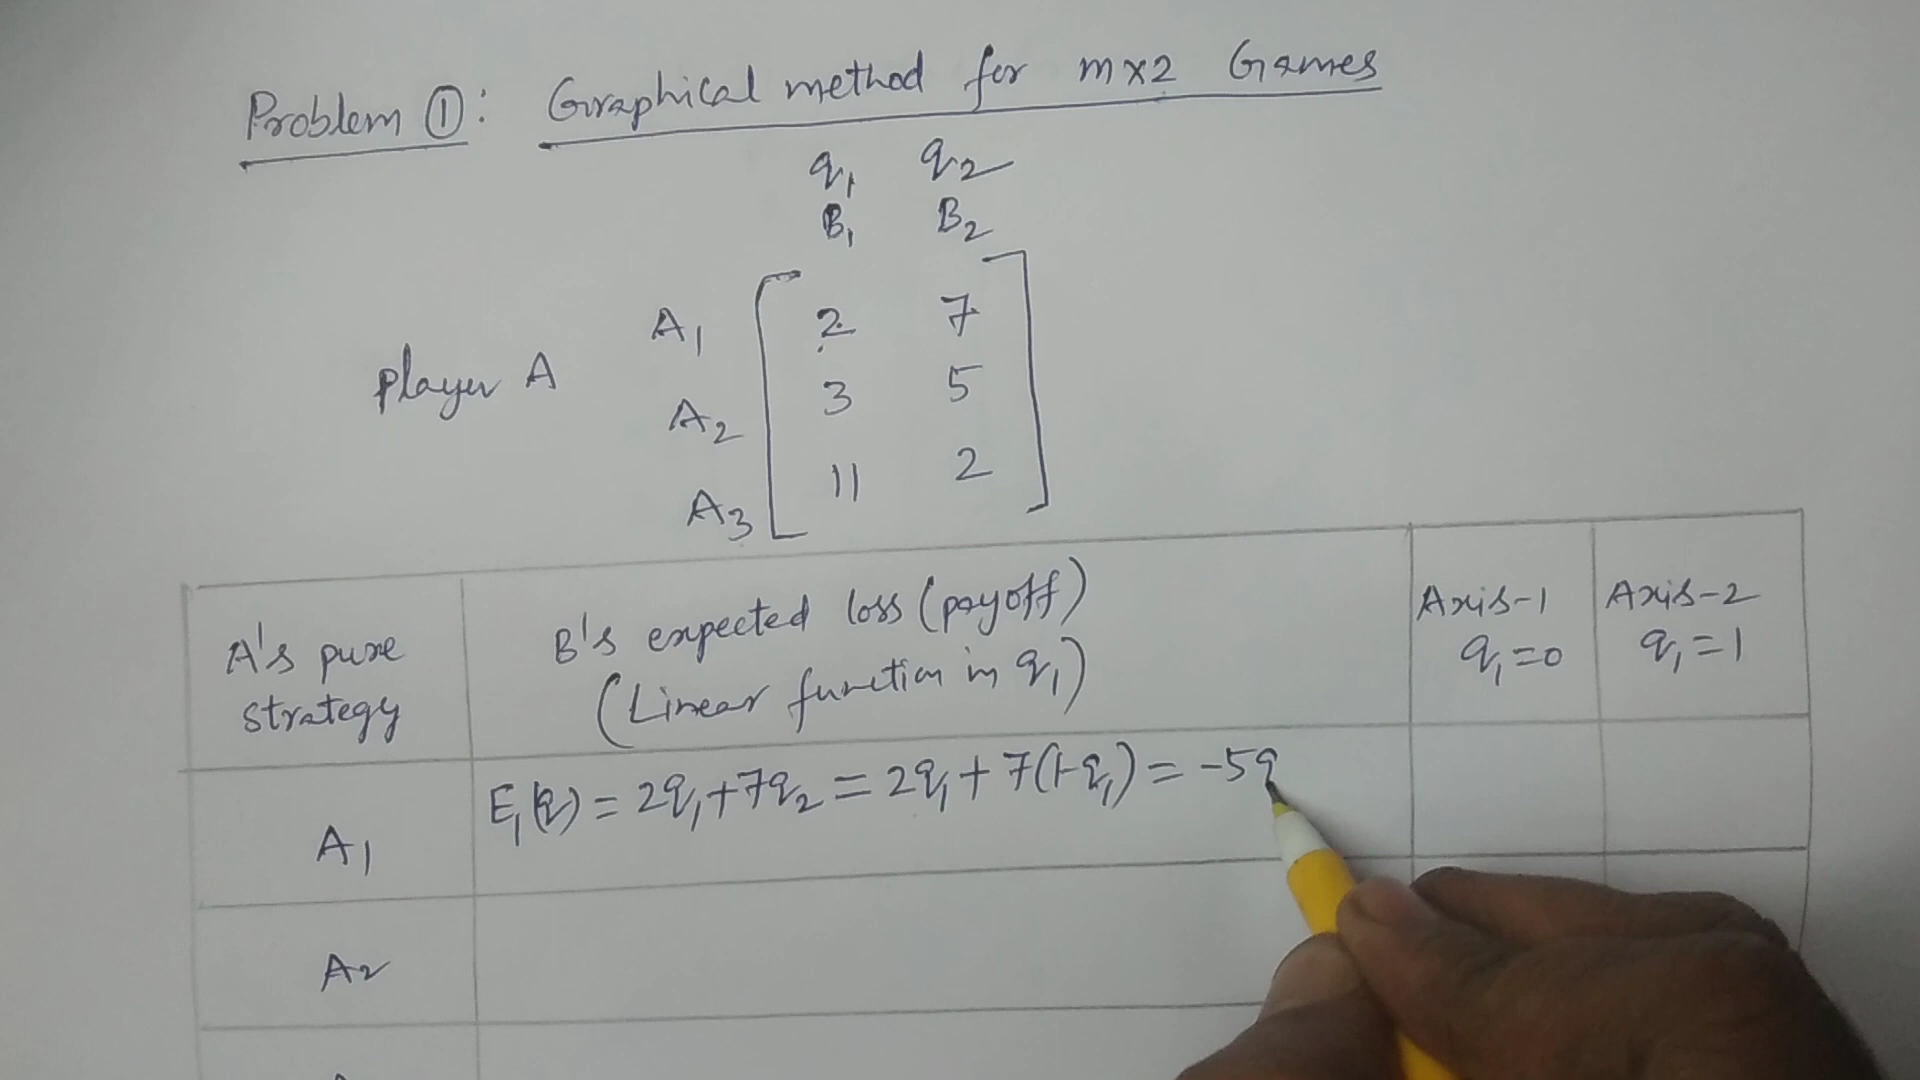 Problem ①: Graphical method for m×2 Games
q₁ q₂
B₁ B₂
A₁ 2 7
Player A
A₂ 3 5
A₃ 11 2
A's pure strategy
B's expected loss (payoff)
(Linear function in q₁)
Axis-1
q₁=0
Axis-2
q₁=1
A₁ E₁(q) = 2q₁+7q₂ = 2q₁+7(1-q₁) = -5q
A₂